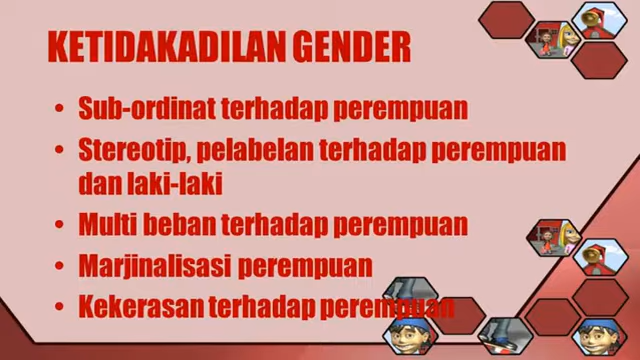 KETIDAKADILAN GENDER
• Sub-ordinat terhadap perempuan
• Stereotip, pelabelan terhadap perempuan
dan laki-laki
• Multi beban terhadap perempuan
• Marjinalisasi perempuan
• Kekerasan terhadap perempuan